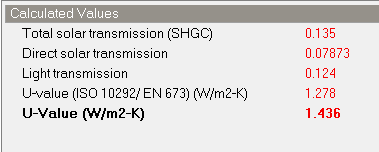 Calculated Values
Total solar transmission (SHGC) 0.135
Direct solar transmission 0.07873
Light transmission 0.124
U-value (ISO 10292/ EN 673) (W/m2-K) 1.278
U-Value (W/m2-K) 1.436